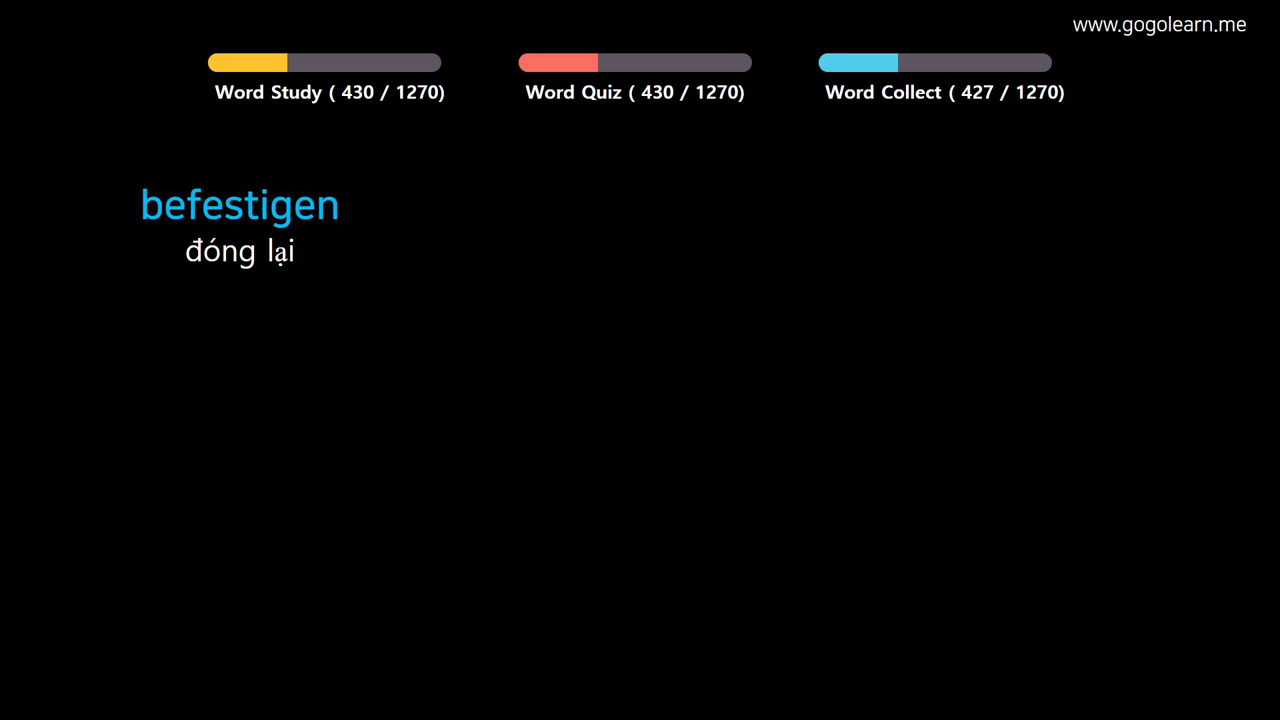 www.gogolearn.me
Word Study ( 430 / 1270)
Word Quiz ( 430 / 1270)
Word Collect ( 427 / 1270)
befestigen
đóng lại